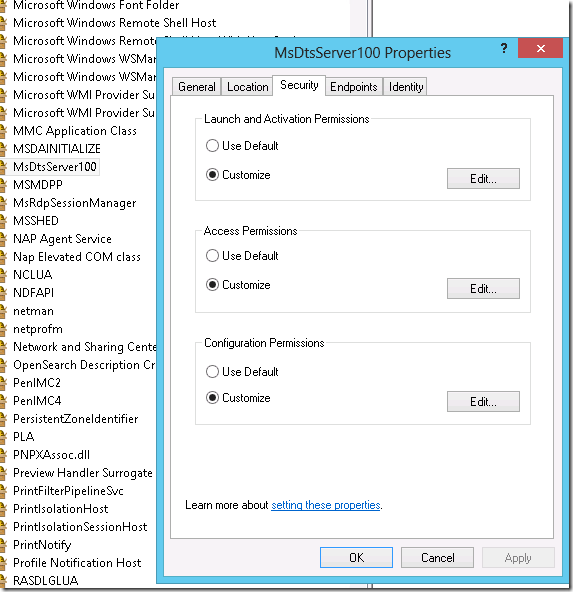 Microsoft Windows Font Folder
Microsoft Windows Remote Shell Host
Microsoft Windows
Microsoft Windows WSMa
Microsoft Windows WSMa
Microsoft WMI Provider Su
Microsoft WMI Provider Su
MMC Application Class
MSDAINITIALIZE
MsDtsServer100
MSMDPP
MsRdpSessionManager
MSSHED
NAP Agent Service
Nap Elevated COM class
NCLUA
NDFAPI
netman
netprofm
Network and Sharing Cente
OpenSearch Description Cr
PenIMC2
PenIMC4
PersistentZoneIdentifier
PLA
PNPXAssoc.dll
Preview Handler Surrogate
PrintFilterPipelineSvc
PrintIsolationHost
PrintIsolationSessionHost
PrintNotify
Profile Notification Host
RASDLGLUA
MsDtsServer100 Properties
?
General Location Security Endpoints Identity
Launch and Activation Permissions
Use Default
Customize
Edit...
Access Permissions
Use Default
Customize
Edit...
Configuration Permissions
Use Default
Customize
Edit...
Learn more about setting these properties.
OK Cancel Apply